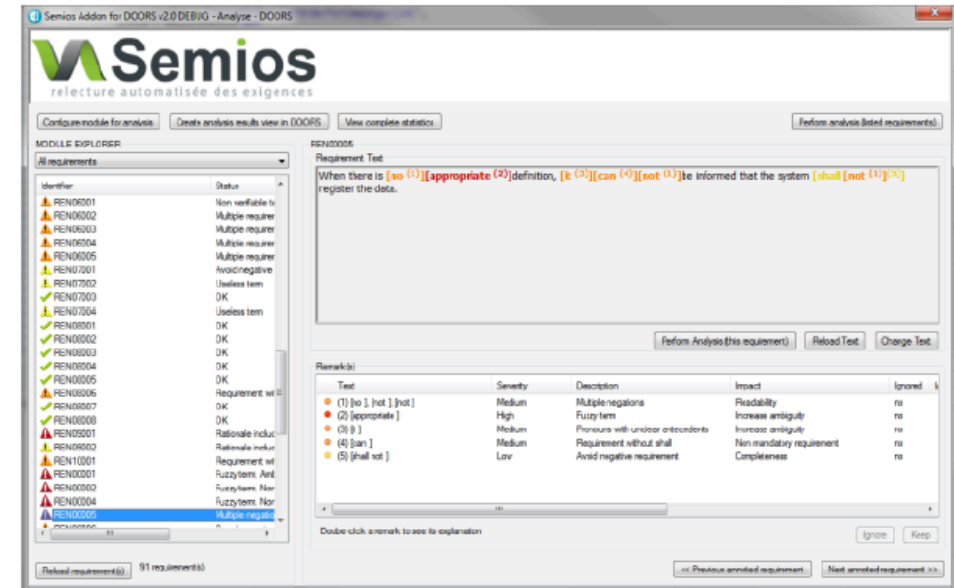 Semios Addon for DOORS v2.0 DEBUG - Analyse - DOORS
Semios
relecture automatisée des exigences
Configure module for analysis
Create analysis results view in DOORS
View complete statistics
Perform analysis (listed requirements)
MODULE EXPLORER
All requirements
Identifier Status
REN06001 Non verifiable te
REN06002 Multiple requirer
REN06003 Multiple requirer
REN06004 Multiple requirer
REN06005 Multiple requirer
REN07001 Avoid negative
REN07002 Useless term
REN07003 OK
REN07004 Useless term
REN08001 OK
REN08002 OK
REN08003 OK
REN08004 OK
REN08005 OK
REN08006 Requirement wi
REN08007 OK
REN08008 OK
REN09001 Rationale includ
REN09002 Rationale includ
REN10001 Requirement wi
REN00001 Fuzzy term, Amb
REN00002 Fuzzy term, Nor
REN00004 Fuzzy term, Nor
REN00005 Multiple negatio
Reload requirement(s)
91 requirement(s)
REN00005
Requirement Text
When there is [no (1)][appropriate (2)]definition, [it (3)][can (4)][not (1)]be informed that the system [shall [not (1)](5)]
register the data.
Perform Analysis (this requirement)
Reload Text
Change Text
Remark(s)
Text Severity Description Impact Ignored
(1) [no ], [not ], [not ] Medium Multiple negations Readability no
(2) [appropriate ] High Fuzzy term Increase ambiguity no
(3) [it ] Medium Pronouns with unclear antecedents Increase ambiguity no
(4) [can ] Medium Requirement without shall Non mandatory requirement no
(5) [shall not ] Low Avoid negative requirement Completeness no
Double-click a remark to see its explanation
Ignore
Keep
<< Previous annoted requirement
Next annoted requirement >>